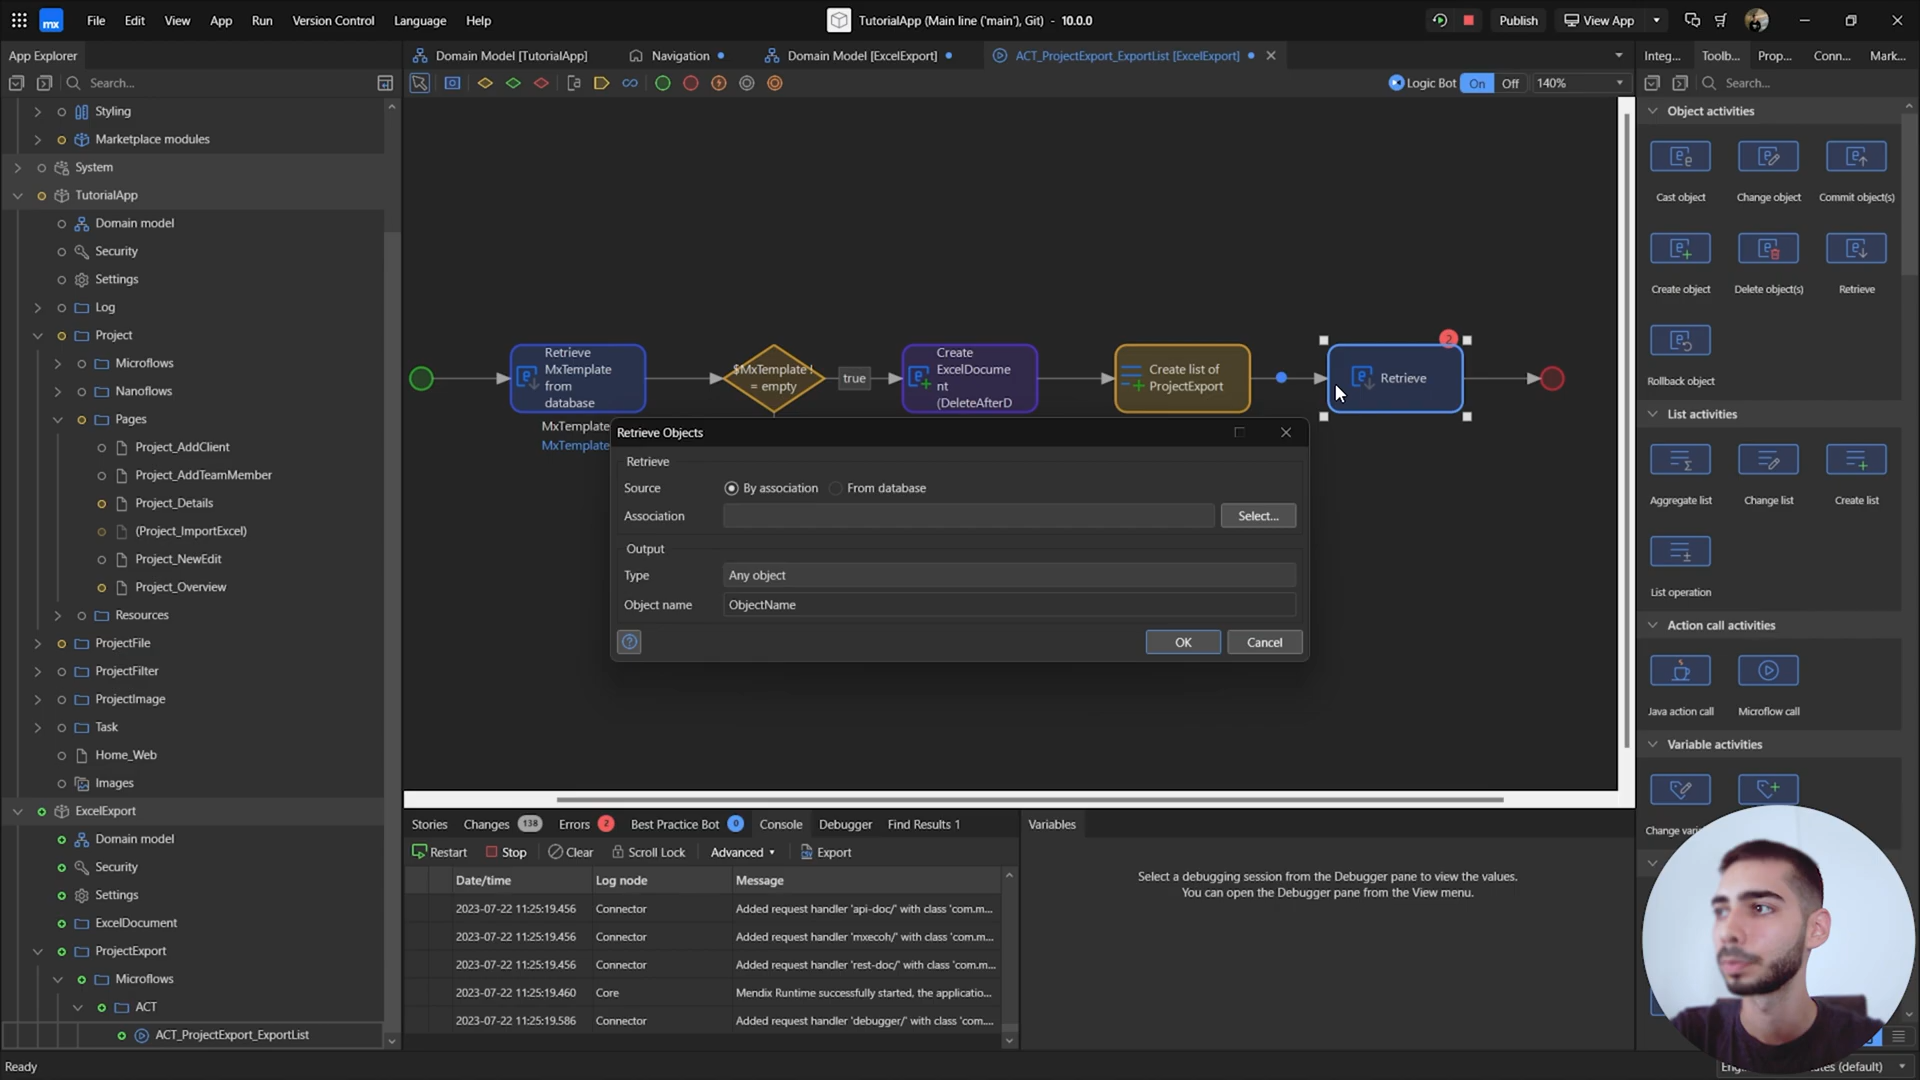 mx File Edit View App Run Version Control Language Help
TutorialApp (Main line ('main'), Git) - 10.0.0
Publish View App
App Explorer
Search...
Styling
Marketplace modules
System
TutorialApp
Domain model
Security
Settings
Log
Project
Microflows
Nanoflows
Pages
Project_AddClient
Project_AddTeamMember
Project_Details
(Project_ImportExcel)
Project_NewEdit
Project_Overview
Resources
ProjectFile
ProjectFilter
ProjectImage
Task
Home_Web
Images
ExcelExport
Domain model
Security
Settings
ExcelDocument
ProjectExport
Microflows
ACT
ACT_ProjectExport_ExportList
Ready
Domain Model [TutorialApp] Navigation Domain Model [ExcelExport] ACT_ProjectExport_ExportList [ExcelExport]
Logic Bot On Off 140%
Retrieve
MxTemplate
from
database
MxTemplate
MxTemplate
$MxTemplate!
= empty
true
Create
ExcelDocume
nt
(DeleteAfterD
Create list of
ProjectExport
2
Retrieve
Retrieve Objects
Retrieve
Source By association From database
Association Select...
Output
Type Any object
Object name ObjectName
OK Cancel
Stories Changes 138 Errors 2 Best Practice Bot 0 Console Debugger Find Results 1
Restart Stop Clear Scroll Lock Advanced Export
Date/time Log node Message
2023-07-22 11:25:19.456 Connector Added request handler 'api-doc/' with class 'com.m...
2023-07-22 11:25:19.456 Connector Added request handler 'mxecoh/' with class 'com.m...
2023-07-22 11:25:19.456 Connector Added request handler 'rest-doc/' with class 'com.m...
2023-07-22 11:25:19.460 Core Mendix Runtime successfully started, the applicatio...
2023-07-22 11:25:19.586 Connector Added request handler 'debugger/' with class 'com....
Variables
Select a debugging session from the Debugger pane to view the values.
You can open the Debugger pane from the View menu.
Integ... Toolb... Prop... Conn... Mark...
Search...
Object activities
Cast object Change object Commit object(s)
Create object Delete object(s) Retrieve
Rollback object
List activities
Aggregate list Change list Create list
List operation
Action call activities
Java action call Microflow call
Variable activities